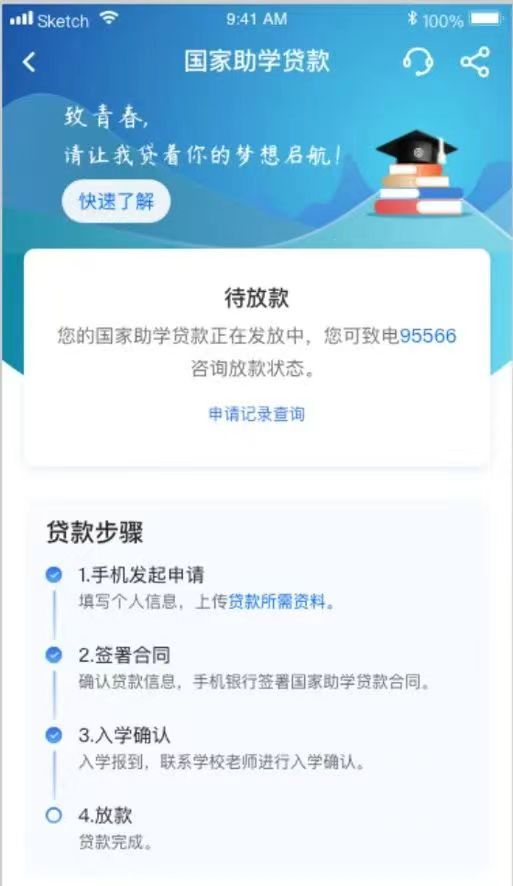 Sketch 9:41 AM 100%
国家助学贷款
致青春,
请让我贷着你的梦想启航!
快速了解
待放款
您的国家助学贷款正在发放中，您可致电95566
咨询放款状态。
申请记录查询
贷款步骤
1.手机发起申请
填写个人信息，上传贷款所需资料。
2.签署合同
确认贷款信息，手机银行签署国家助学贷款合同。
3.入学确认
入学报到，联系学校老师进行入学确认。
4.放款
贷款完成。